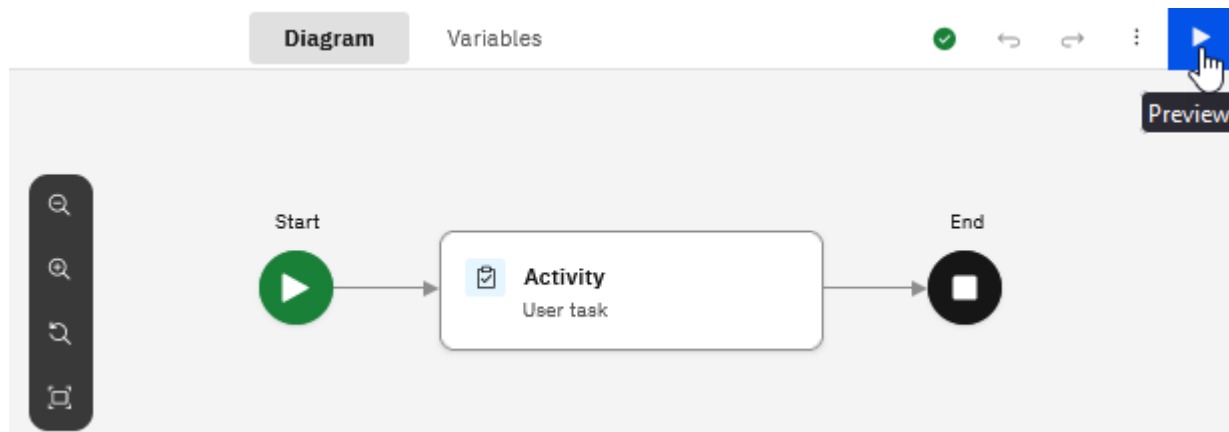 Diagram
Variables
Preview
Start
End
Activity
User task